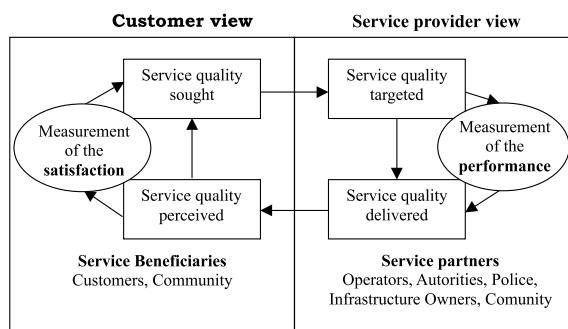 Customer view
Service provider view
Service quality
sought
Service quality
targeted
Measurement
of the
satisfaction
Measurement
of the
performance
Service quality
perceived
Service quality
delivered
Service Beneficiaries
Customers, Community
Service partners
Operators, Autorities, Police,
Infrastructure Owners, Comunity